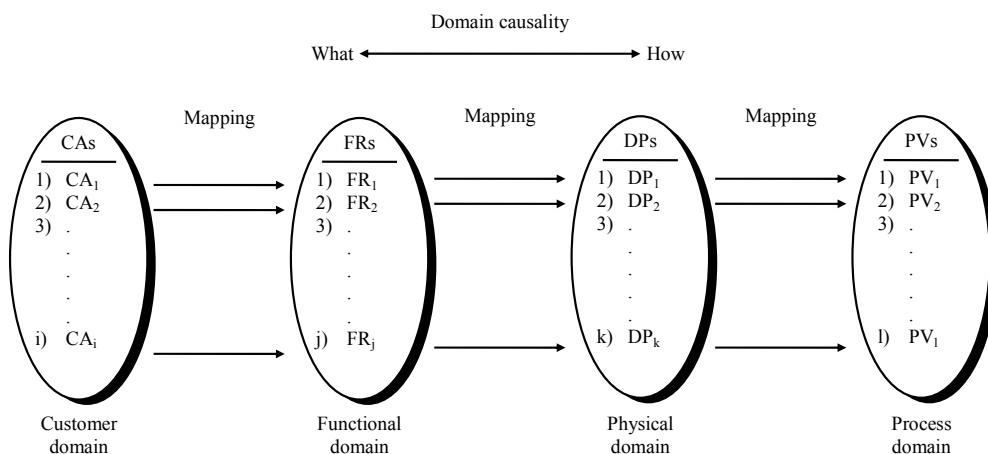 Domain causality
What How
Mapping Mapping Mapping
CAs FRs DPs PVs
1) CA₁ 1) FR₁ 1) DP₁ 1) PV₁
2) CA₂ 2) FR₂ 2) DP₂ 2) PV₂
3) . 3) . 3) . 3) .
. . . .
. . . .
. . . .
. . . .
i) CAᵢ j) FRⱼ k) DPₖ l) PVₗ
Customer Functional Physical Process
domain domain domain domain